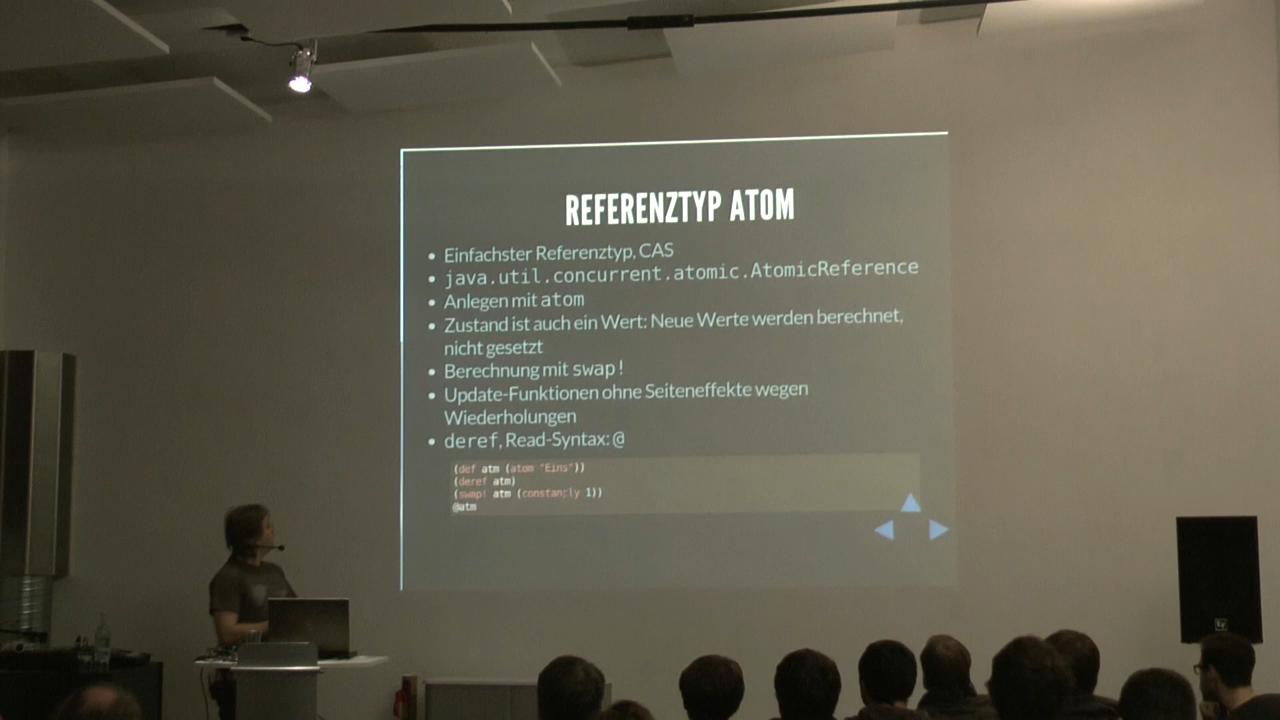 REFERENZTYP ATOM
Einfachster Referenztyp, CAS
java.util.concurrent.atomic.AtomicReference
Anlegen mit atom
Zustand ist auch ein Wert: Neue Werte werden berechnet,
nicht gesetzt
Berechnung mit swap!
Update-Funktionen ohne Seiteneffekte wegen
Wiederholungen
deref, Read-Syntax: @
(def atm (atom "Eins"))
(deref atm)
(swap! atm (constantly 1))
@atm